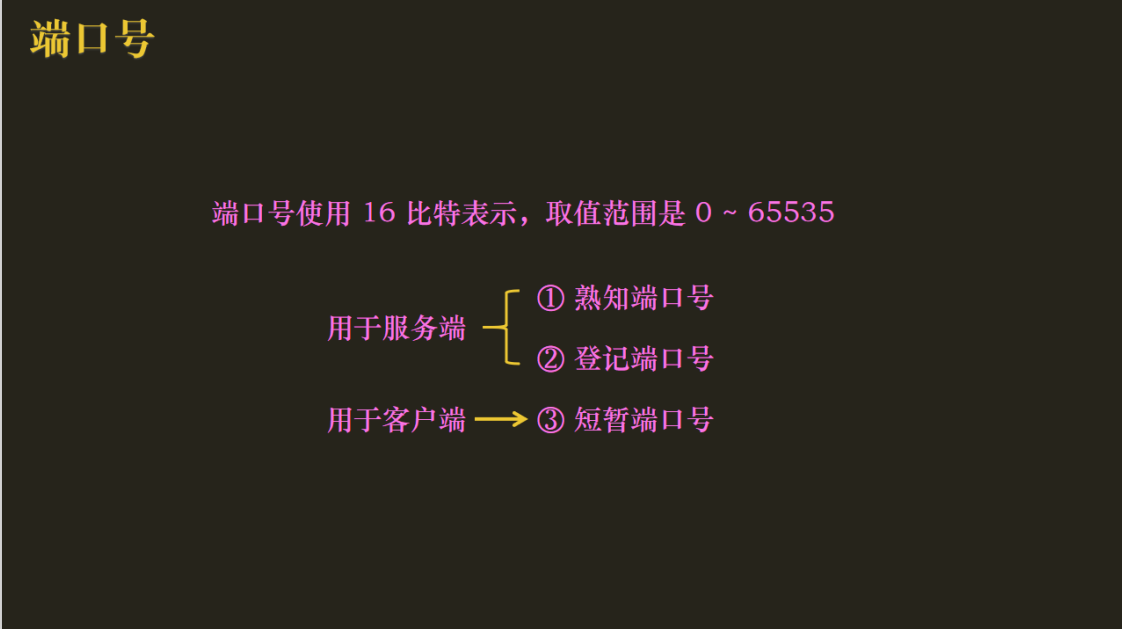 端口号
端口号使用 16 比特表示，取值范围是 0 ~ 65535
① 熟知端口号
用于服务端
② 登记端口号
用于客户端
③ 短暂端口号